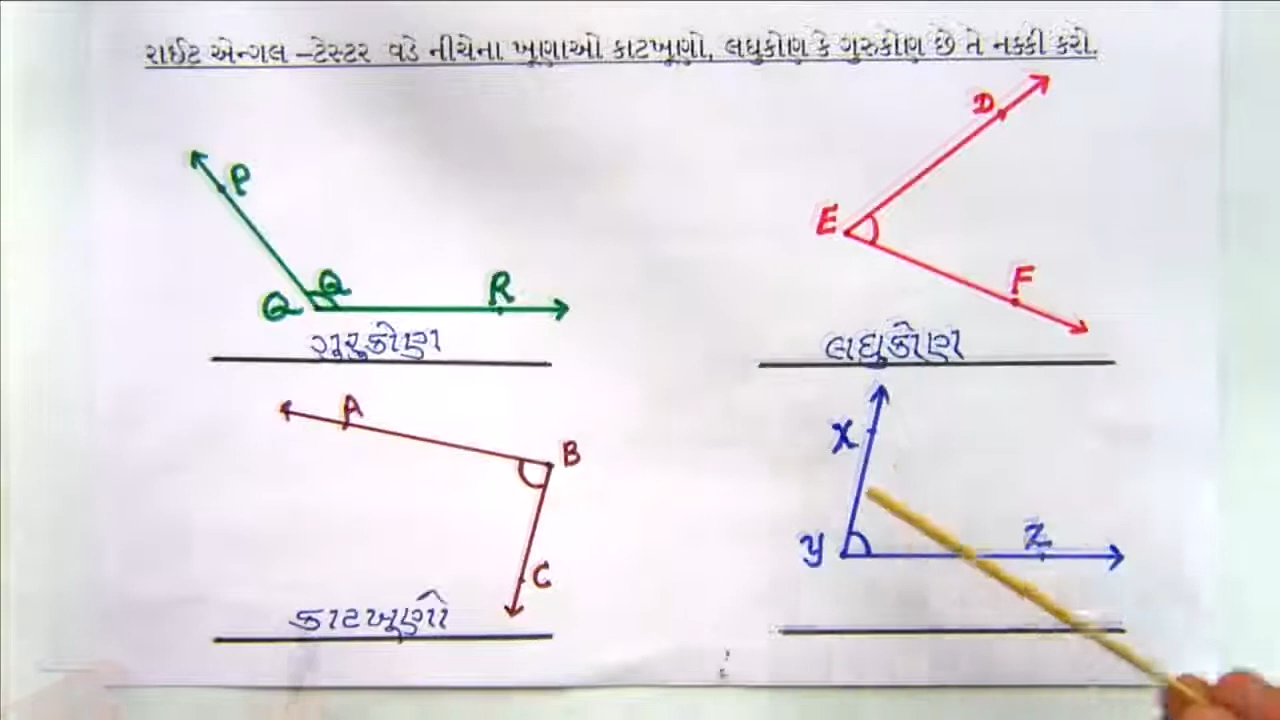 રાઈટ એન્ગલ –ટેસ્ટર વડે નીચેના ખૂણાઓ કાટખૂણો, લઘુકોણ કે ગુરુકોણ છે તે નક્કી કરો.
P
Q
Q
R
ગુરુકોણ
D
E
F
લઘુકોણ
A
B
C
કાટખૂણો
X
y
Z